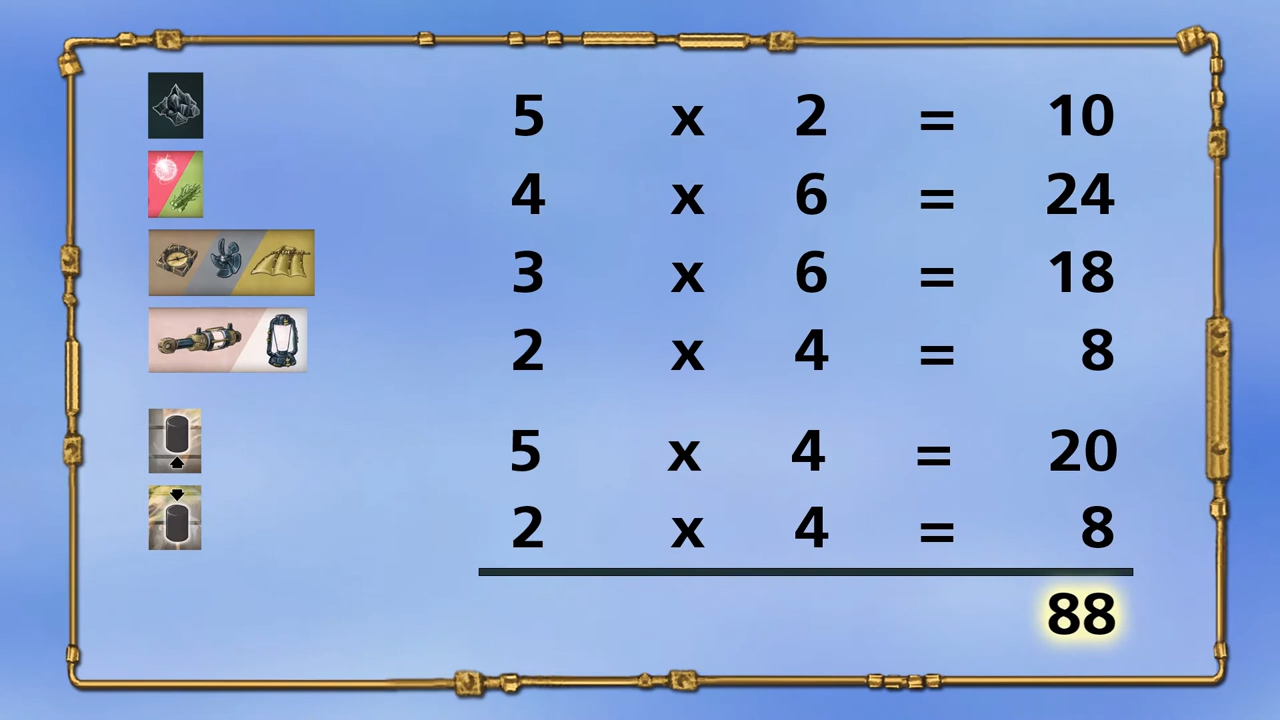 5 x 2 = 10
4 x 6 = 24
3 x 6 = 18
2 x 4 = 8
5 x 4 = 20
2 x 4 = 8
88